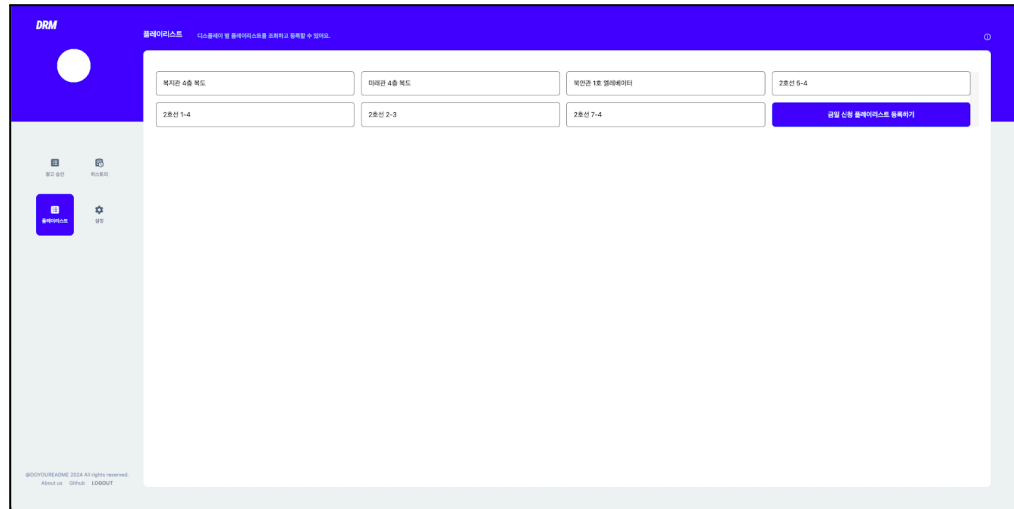 DRM
플레이리스트 디스플레이 별 플레이리스트를 조회하고 등록할 수 있어요.
복지관 4층 복도 미래관 4층 복도 북악관 1호 엘레베이터 2호선 5-4
2호선 1-4 2호선 2-3 2호선 7-4 금일 신청 플레이리스트 등록하기
광고 승인 히스토리
플레이리스트 설정
@DOYOUREADME 2024 All rights reserved.
About us Github LOGOUT